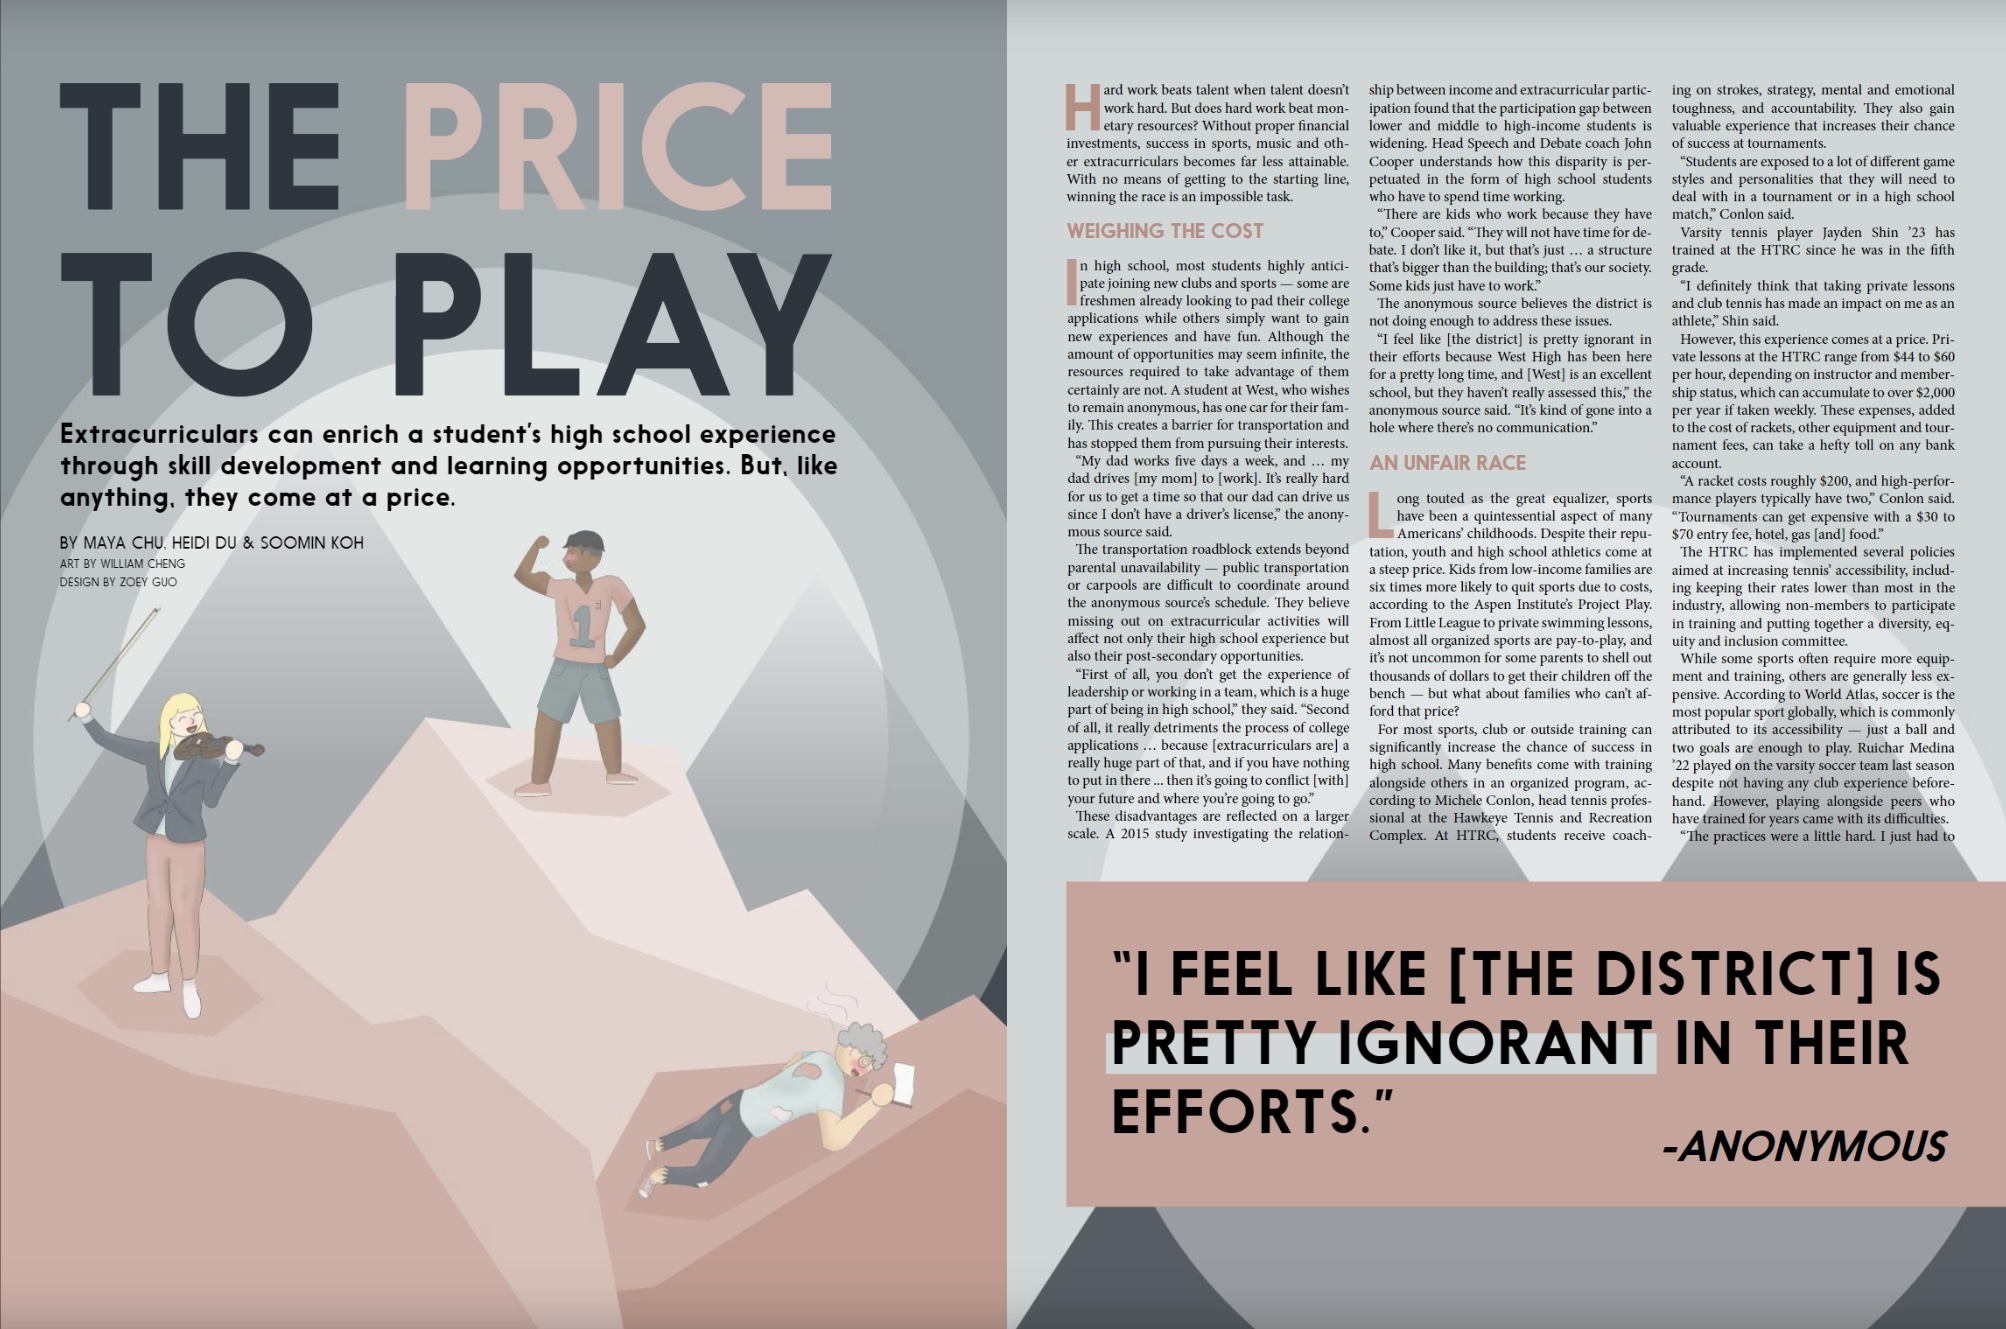 THE PRICE
TO PLAY
Extracurriculars can enrich a student's high school experience
through skill development and learning opportunities. But, like
anything, they come at a price.
BY MAYA CHU, HEIDI DU & SOOMIN KOH
ART BY WILLIAM CHENG
DESIGN BY ZOEY GUO
1
Hard work beats talent when talent doesn't
work hard. But does hard work beat mon-
etary resources? Without proper financial
investments, success in sports, music and oth-
er extracurriculars becomes far less attainable.
With no means of getting to the starting line,
winning the race is an impossible task.
WEIGHING THE COST
In high school, most students highly antici-
pate joining new clubs and sports — some are
freshmen already looking to pad their college
applications while others simply want to gain
new experiences and have fun. Although the
amount of opportunities may seem infinite, the
resources required to take advantage of them
certainly are not. A student at West, who wishes
to remain anonymous, has one car for their fam-
ily. This creates a barrier for transportation and
has stopped them from pursuing their interests.
“My dad works five days a week, and … my
dad drives [my mom] to [work]. It's really hard
for us to get a time so that our dad can drive us
since I don't have a driver's license,” the anony-
mous source said.
The transportation roadblock extends beyond
parental unavailability — public transportation
or carpools are difficult to coordinate around
the anonymous source's schedule. They believe
missing out on extracurricular activities will
affect not only their high school experience but
also their post-secondary opportunities.
“First of all, you don't get the experience of
leadership or working in a team, which is a huge
part of being in high school,” they said. “Second
of all, it really detriments the process of college
applications … because [extracurriculars are] a
really huge part of that, and if you have nothing
to put in there ... then it's going to conflict [with]
your future and where you're going to go.”
These disadvantages are reflected on a larger
scale. A 2015 study investigating the relation-
ship between income and extracurricular partic-
ipation found that the participation gap between
lower and middle to high-income students is
widening. Head Speech and Debate coach John
Cooper understands how this disparity is per-
petuated in the form of high school students
who have to spend time working.
“There are kids who work because they have
to,” Cooper said. “They will not have time for de-
bate. I don't like it, but that's just … a structure
that's bigger than the building; that's our society.
Some kids just have to work.”
The anonymous source believes the district is
not doing enough to address these issues.
“I feel like [the district] is pretty ignorant in
their efforts because West High has been here
for a pretty long time, and [West] is an excellent
school, but they haven't really assessed this,” the
anonymous source said. “It's kind of gone into a
hole where there's no communication.”
AN UNFAIR RACE
Long touted as the great equalizer, sports
have been a quintessential aspect of many
Americans' childhoods. Despite their repu-
tation, youth and high school athletics come at
a steep price. Kids from low-income families are
six times more likely to quit sports due to costs,
according to the Aspen Institute's Project Play.
From Little League to private swimming lessons,
almost all organized sports are pay-to-play, and
it's not uncommon for some parents to shell out
thousands of dollars to get their children off the
bench — but what about families who can't af-
ford that price?
For most sports, club or outside training can
significantly increase the chance of success in
high school. Many benefits come with training
alongside others in an organized program, ac-
cording to Michele Conlon, head tennis profes-
sional at the Hawkeye Tennis and Recreation
Complex. At HTRC, students receive coach-
ing on strokes, strategy, mental and emotional
toughness, and accountability. They also gain
valuable experience that increases their chance
of success at tournaments.
“Students are exposed to a lot of different game
styles and personalities that they will need to
deal with in a tournament or in a high school
match,” Conlon said.
Varsity tennis player Jayden Shin ’23 has
trained at the HTRC since he was in the fifth
grade.
“I definitely think that taking private lessons
and club tennis has made an impact on me as an
athlete,” Shin said.
However, this experience comes at a price. Pri-
vate lessons at the HTRC range from $44 to $60
per hour, depending on instructor and member-
ship status, which can accumulate to over $2,000
per year if taken weekly. These expenses, added
to the cost of rackets, other equipment and tour-
nament fees, can take a hefty toll on any bank
account.
“A racket costs roughly $200, and high-perfor-
mance players typically have two,” Conlon said.
“Tournaments can get expensive with a $30 to
$70 entry fee, hotel, gas [and] food.”
The HTRC has implemented several policies
aimed at increasing tennis' accessibility, includ-
ing keeping their rates lower than most in the
industry, allowing non-members to participate
in training and putting together a diversity, eq-
uity and inclusion committee.
While some sports often require more equip-
ment and training, others are generally less ex-
pensive. According to World Atlas, soccer is the
most popular sport globally, which is commonly
attributed to its accessibility — just a ball and
two goals are enough to play. Ruichar Medina
’22 played on the varsity soccer team last season
despite not having any club experience before-
hand. However, playing alongside peers who
have trained for years came with its difficulties.
“The practices were a little hard. I just had to
“I FEEL LIKE [THE DISTRICT] IS
PRETTY IGNORANT IN THEIR
EFFORTS.”
-ANONYMOUS